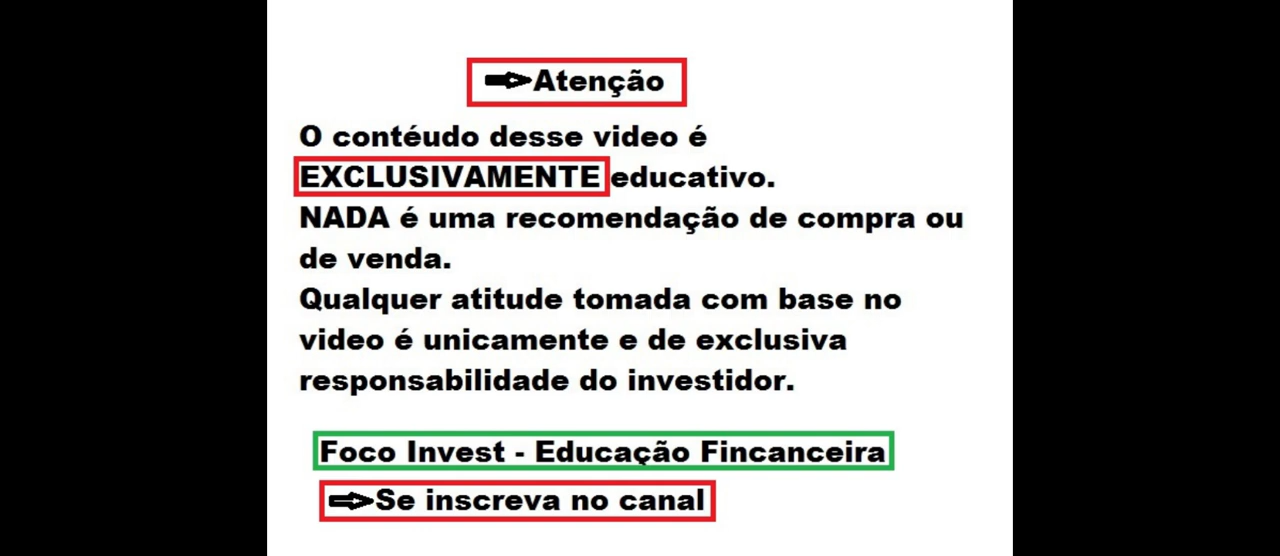 Atenção
O contéudo desse video é
EXCLUSIVAMENTE educativo.
NADA é uma recomendação de compra ou
de venda.
Qualquer atitude tomada com base no
video é unicamente e de exclusiva
responsabilidade do investidor.
Foco Invest - Educação Fincanceira
Se inscreva no canal